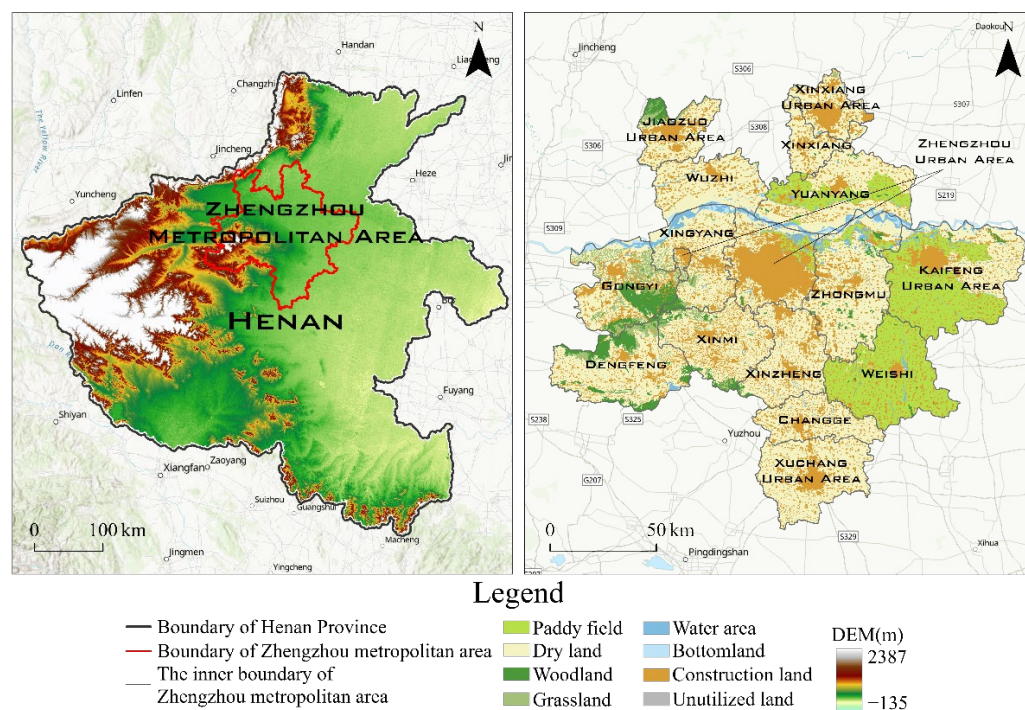 N
Handan
Changzhi
Linfen
The Yellow River
Jincheng
Heze
Yuncheng
ZHENGZHOU
METROPOLITAN AREA
HENAN
Fuyang
Shiyan
Xiangfan
Zaoyang
Suizhou
Guangshui
Macheng
Jingmen
Yingcheng
0
100 km
N
Daokou
Jincheng
S306
XINXIANG
URBAN AREA
S307
JIAOZUO
URBAN AREA
S308
S306
XINXIANG
ZHENGZHOU
URBAN AREA
WUZHI
YUANYANG
S219
S309
XINGYANG
KAIFENG
URBAN AREA
GONGYI
ZHONGMU
XINMI
DENGFENG
XINZHENG
WEISHI
S238
S325
CHANGGE
Yuzhou
XUCHANG
URBAN AREA
G207
0
50 km
S329
Xihua
Pingdingshan
Legend
Boundary of Henan Province
Boundary of Zhengzhou metropolitan area
The inner boundary of
Zhengzhou metropolitan area
Paddy field
Dry land
Woodland
Grassland
Water area
Bottomland
Construction land
Unutilized land
DEM(m)
2387
−135